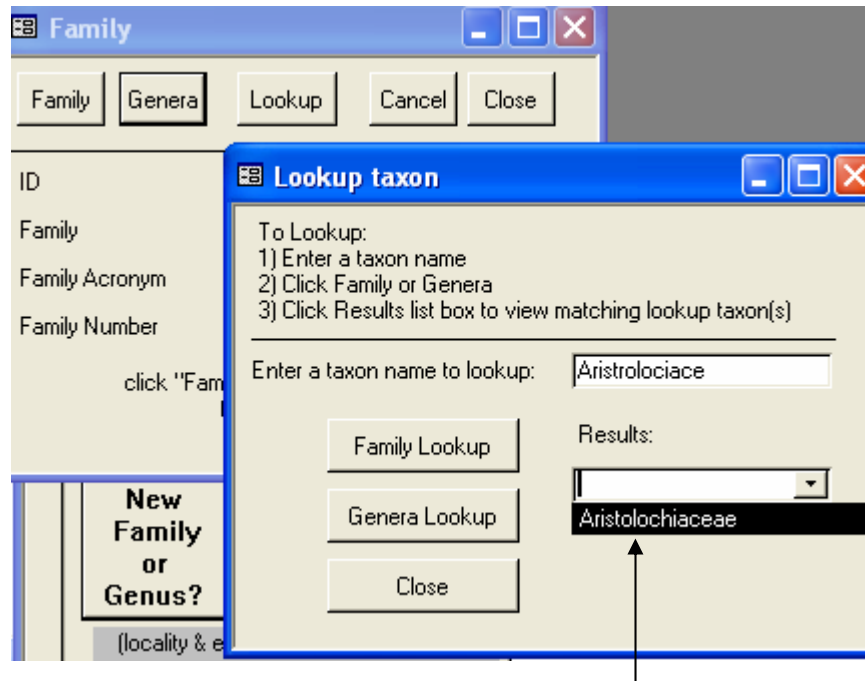 Family
Family Genera Lookup Cancel Close
ID
Family
Family Acronym
Family Number
click "Fam
Lookup taxon
To Lookup:
1) Enter a taxon name
2) Click Family or Genera
3) Click Results list box to view matching lookup taxon(s)
Enter a taxon name to lookup: Aristrolociace
Family Lookup
Results:
Genera Lookup
Aristolochiaceae
Close
New
Family
or
Genus?
(locality & e